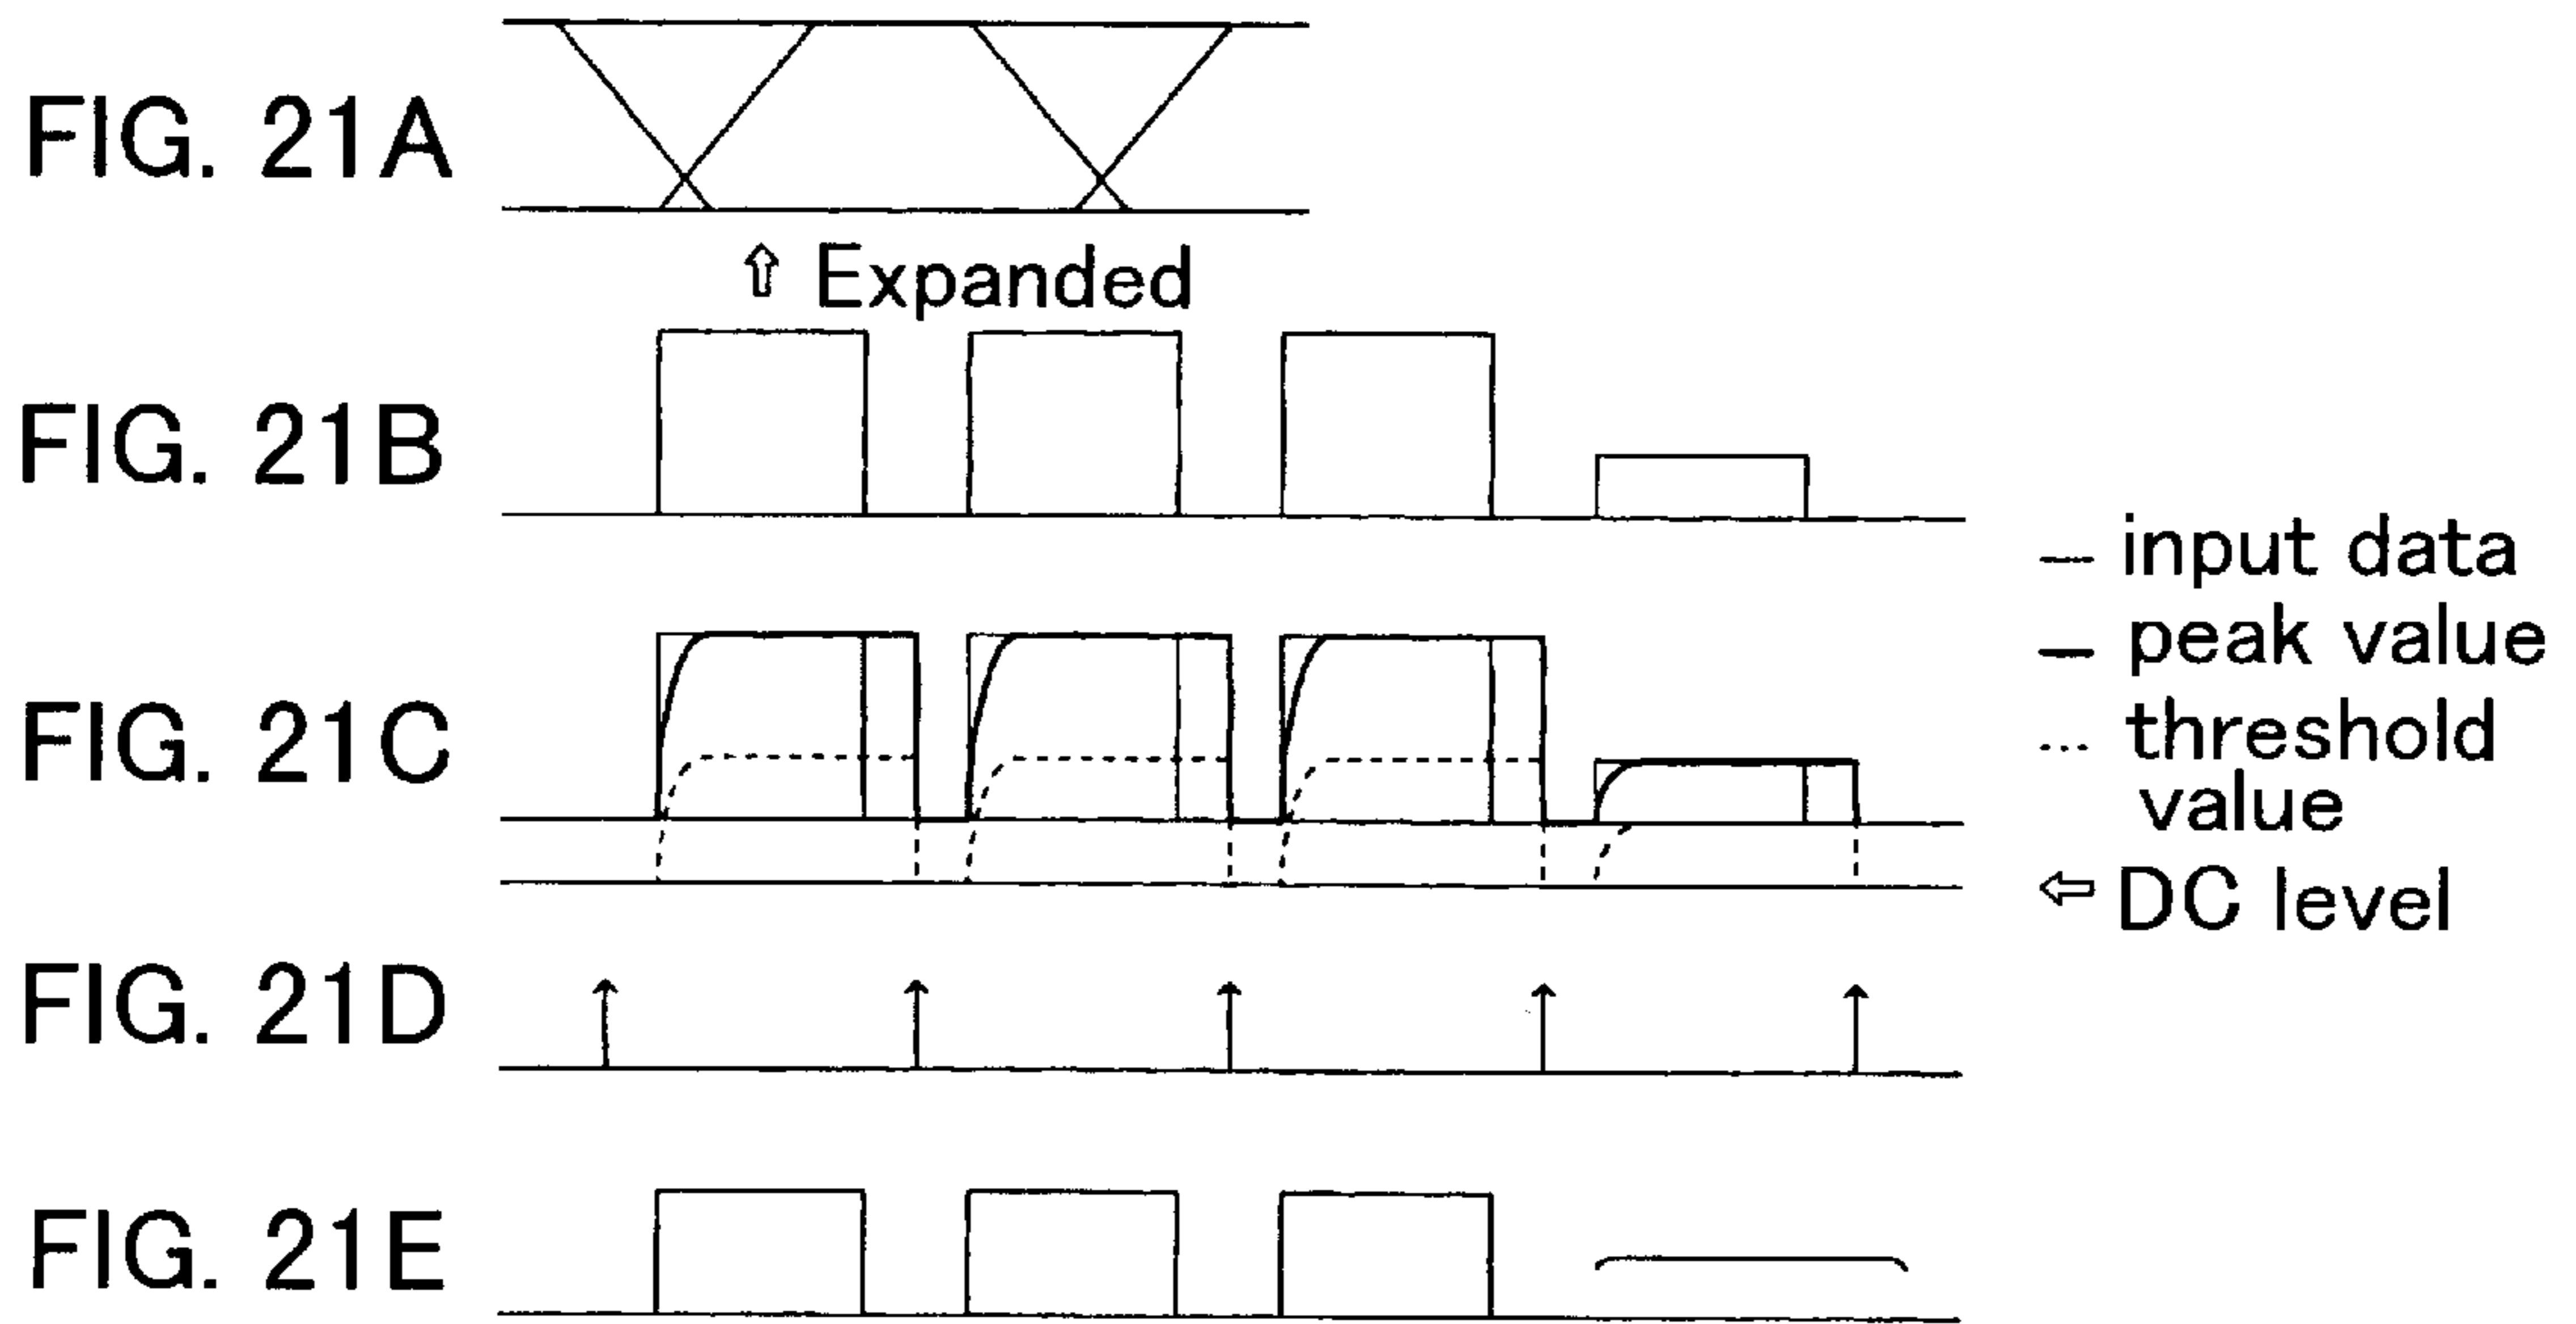 FIG. 21A
⇧ Expanded
FIG. 21B
input data
peak value
FIG. 21C
threshold
value
⇦ DC level
FIG. 21D
FIG. 21E